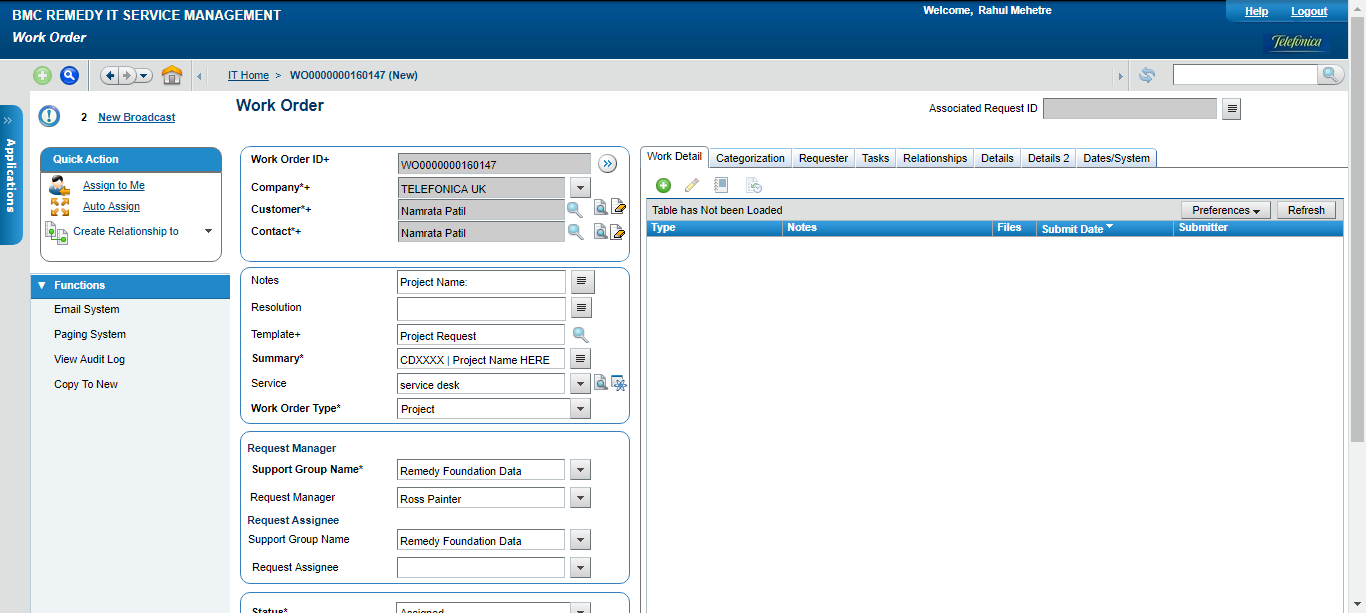 BMC REMEDY IT SERVICE MANAGEMENT
Welcome, Rahul Mehetre
Help Logout
Work Order
Telefónica
IT Home > WO0000000160147 (New)
2 New Broadcast
Work Order
Associated Request ID
Applications
Quick Action
Assign to Me
Auto Assign
Create Relationship to
Functions
Email System
Paging System
View Audit Log
Copy To New
Work Order ID+ WO0000000160147
Company*+ TELEFONICA UK
Customer*+ Namrata Patil
Contact*+ Namrata Patil
Notes Project Name:
Resolution
Template+ Project Request
Summary* CDXXXX | Project Name HERE
Service service desk
Work Order Type* Project
Request Manager
Support Group Name* Remedy Foundation Data
Request Manager Ross Painter
Request Assignee
Support Group Name Remedy Foundation Data
Request Assignee
Status* Assigned
Work Detail Categorization Requester Tasks Relationships Details Details 2 Dates/System
Table has Not been Loaded Preferences Refresh
Type Notes Files Submit Date Submitter